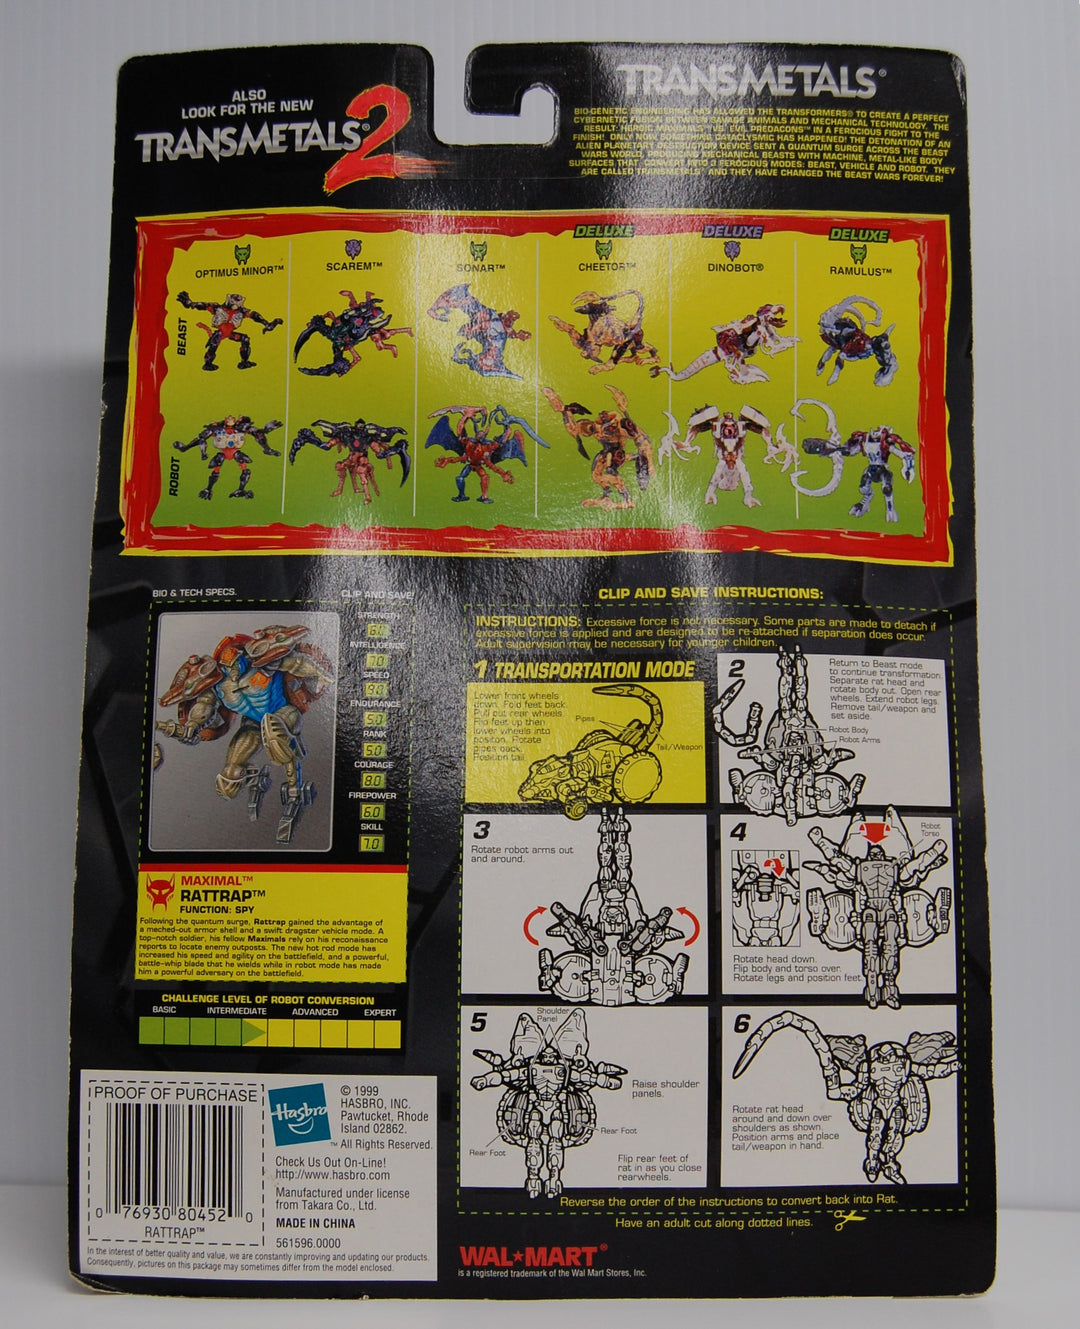 ALSO
LOOK FOR THE NEW
TRANSMETALS® 2
TRANSMETALS®
BIO-GENETIC ENGINEERING HAS ALLOWED THE TRANSFORMERS® TO CREATE A PERFECT
CYBERNETIC FUSION BETWEEN SAVAGE ANIMALS AND MECHANICAL TECHNOLOGY. THE
RESULT: HEROIC MAXIMALS™ VS. EVIL PREDACONS™ IN A FEROCIOUS FIGHT TO THE
FINISH! ONLY NOW, SOMETHING CATACLYSMIC HAS HAPPENED! THE DETONATION OF AN
ALIEN PLANETARY DESTRUCTION DEVICE SENT A QUANTUM SURGE ACROSS THE BEAST
WARS WORLD, PRODUCING MECHANICAL BEASTS WITH MACHINE, METAL-LIKE BODY
SURFACES THAT CONVERT INTO 3 FEROCIOUS MODES: BEAST, VEHICLE AND ROBOT. THEY
ARE CALLED TRANSMETALS™ AND THEY HAVE CHANGED THE BEAST WARS FOREVER!
OPTIMUS MINOR™
SCAREM™
SONAR™
DELUXE
CHEETOR™
DELUXE
DINOBOT®
DELUXE
RAMULUS™
BEAST
ROBOT
BIO & TECH SPECS.
CLIP AND SAVE!
STRENGTH
6.0
INTELLIGENCE
7.0
SPEED
9.0
ENDURANCE
5.0
RANK
5.0
COURAGE
8.0
FIREPOWER
6.0
SKILL
7.0
MAXIMAL™
RATTRAP™
FUNCTION: SPY
Following the quantum surge, Rattrap gained the advantage of
a meched-out armor shell and a swift dragster vehicle mode. A
top-notch soldier, his fellow Maximals rely on his reconaissance
reports to locate enemy outposts. The new hot rod mode has
increased his speed and agility on the battlefield, and a powerful,
battle-whip blade that he wields while in robot mode has made
him a powerful adversary on the battlefield.
CHALLENGE LEVEL OF ROBOT CONVERSION
BASIC INTERMEDIATE ADVANCED EXPERT
CLIP AND SAVE INSTRUCTIONS:
INSTRUCTIONS: Excessive force is not necessary. Some parts are made to detach if
excessive force is applied and are designed to be re-attached if separation does occur.
Adult supervision may be necessary for younger children.
1 TRANSPORTATION MODE
Lower front wheels
down. Fold feet back.
Pull out rear wheels.
Flip feet up then
lower wheels into
position. Rotate
pipes back.
Position tail.
Pipes
Tail/Weapon
2
Return to Beast mode
to continue transformation.
Separate rat head and
rotate body out. Open rear
wheels. Extend robot legs.
Remove tail/weapon and
set aside.
Robot Body
Robot Arms
3
Rotate robot arms out
and around.
4
Robot
Torso
Rotate head down.
Flip body and torso over.
Rotate legs and position feet.
5
Shoulder
Panel
Raise shoulder
panels.
Rear Foot
Rear Foot
Flip rear feet of
rat in as you close
rearwheels.
6
Rotate rat head
around and down over
shoulders as shown.
Position arms and place
tail/weapon in hand.
Reverse the order of the instructions to convert back into Rat.
Have an adult cut along dotted lines.
PROOF OF PURCHASE
0 76930 80452 0
RATTRAP™
Hasbro
™
© 1999
HASBRO, INC.
Pawtucket, Rhode
Island 02862.
All Rights Reserved.
Check Us Out On-Line!
http://www.hasbro.com
Manufactured under license
from Takara Co., Ltd.
MADE IN CHINA
561596.0000
In the interest of better quality and value, we are constantly improving and updating our products.
Consequently, pictures on this package may sometimes differ from the model enclosed.
WAL★MART®
is a registered trademark of the Wal Mart Stores, Inc.